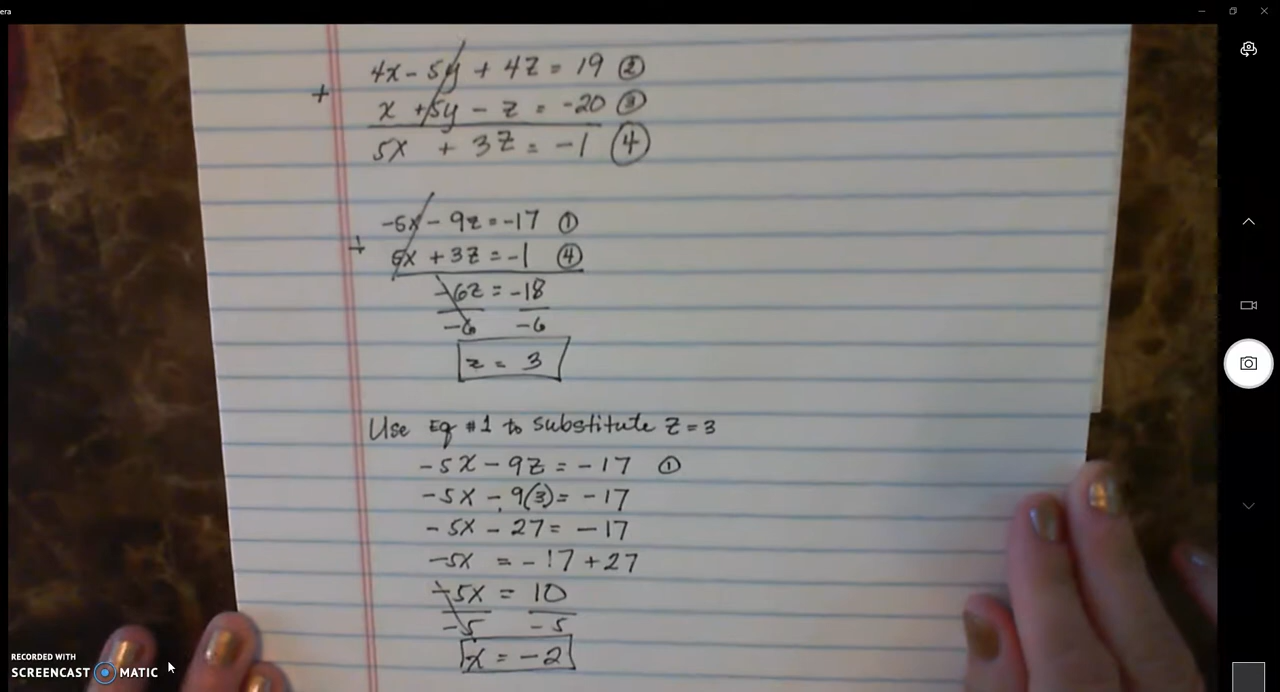 era
4x - 5y + 4z = 19 ②
+ x + 5y - z = -20 ③
5x + 3z = -1 ④
-5x - 9z = -17 ①
+ 5x + 3z = -1 ④
-6z = -18
-6 -6
z = 3
Use Eq #1 to substitute z = 3
-5x - 9z = -17 ①
-5x - 9(3) = -17
-5x - 27 = -17
-5x = -17 + 27
-5x = 10
-5 -5
x = -2
RECORDED WITH
SCREENCAST MATIC